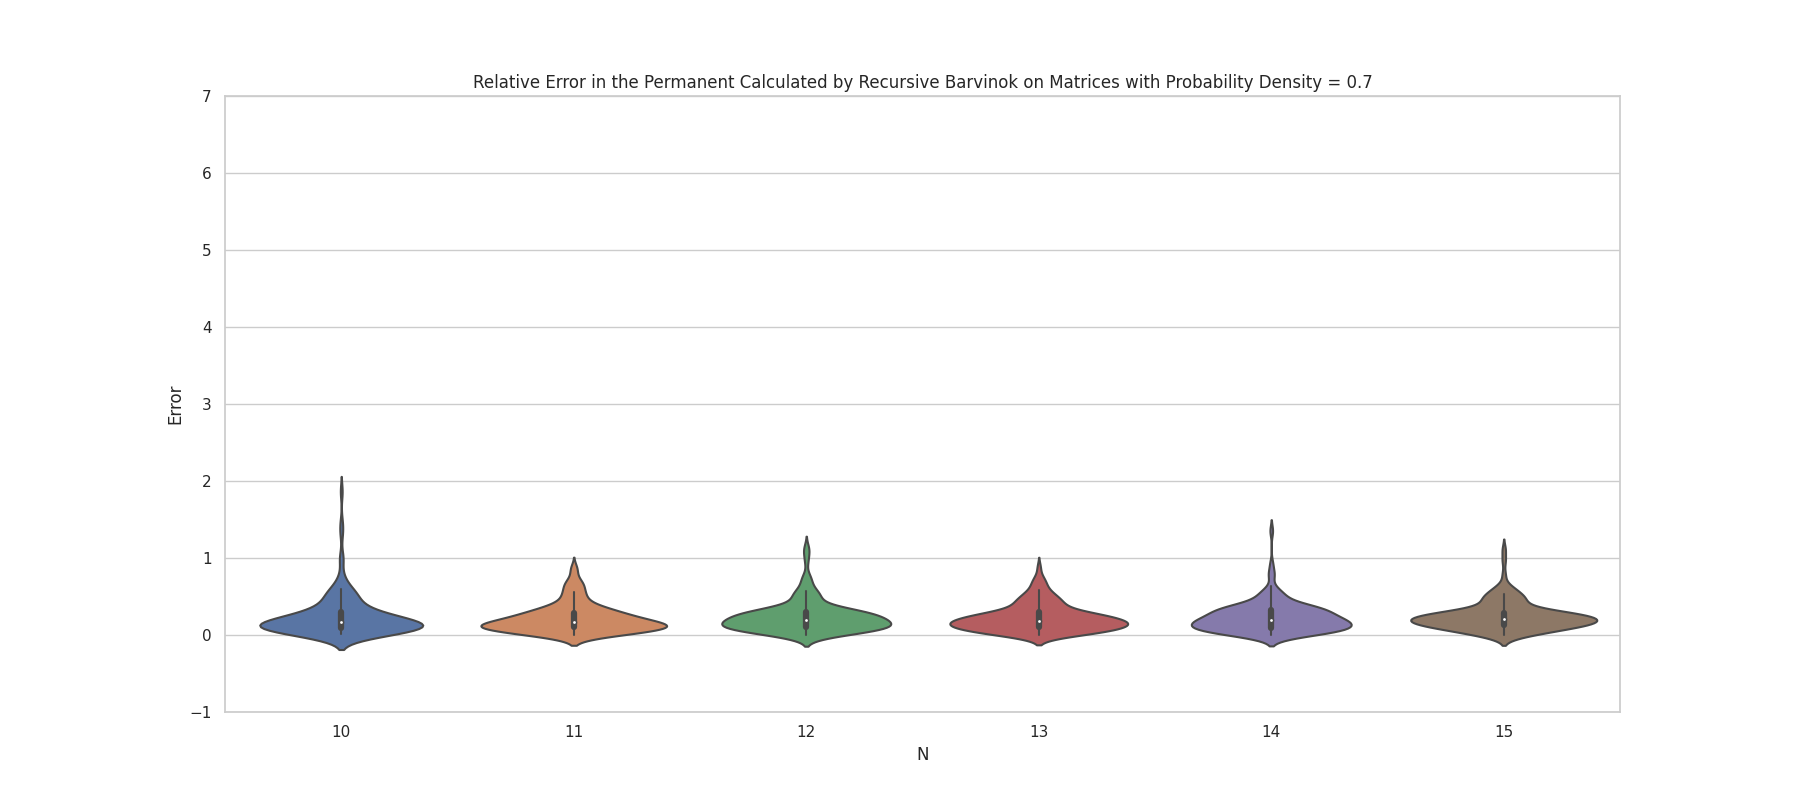 Relative Error in the Permanent Calculated by Recursive Barvinok on Matrices with Probability Density = 0.7
7
6
5
4
3
2
1
0
−1
Error
10 11 12 13 14 15
N